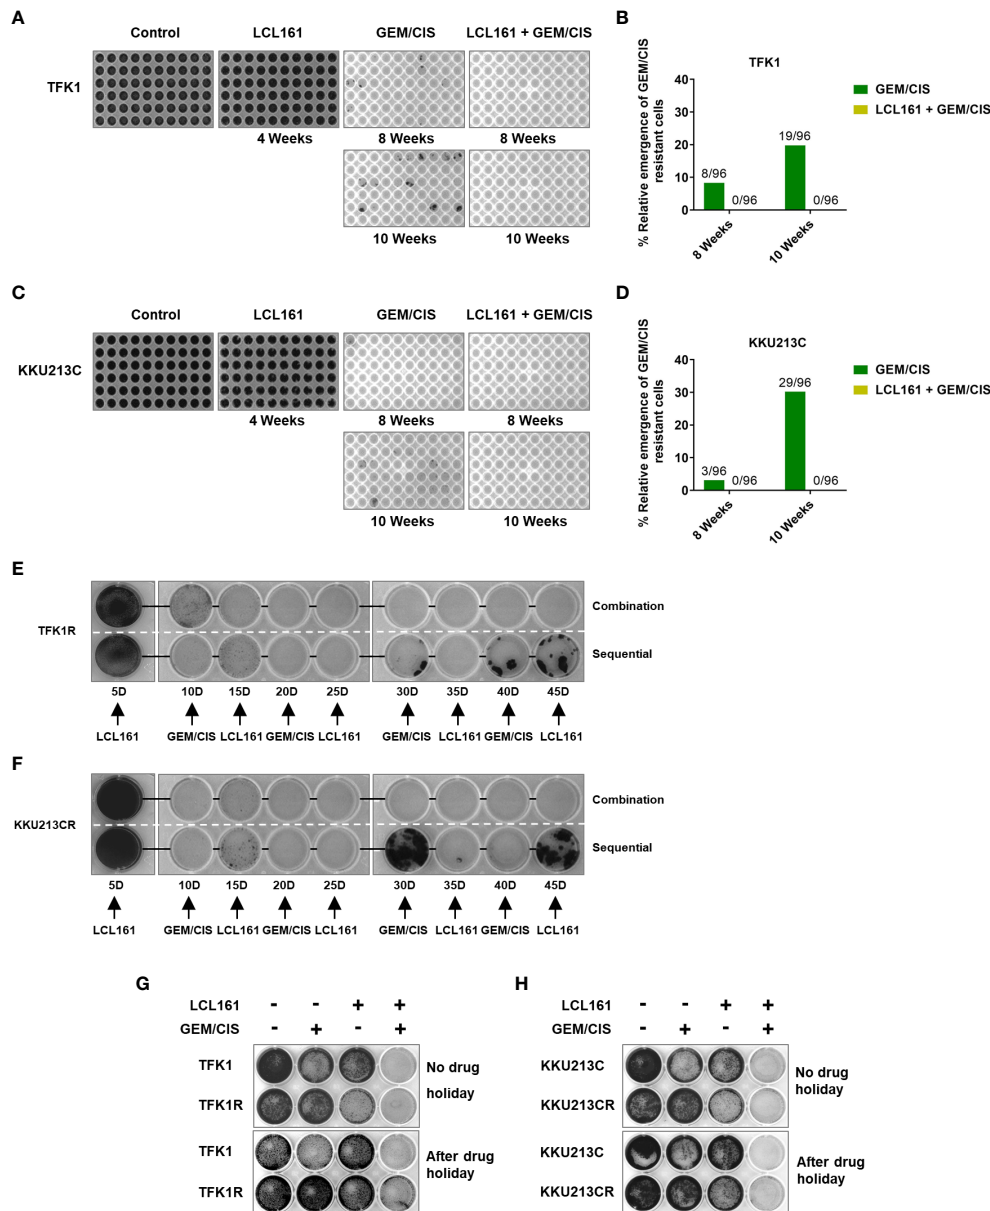 A
Control
LCL161
GEM/CIS
LCL161 + GEM/CIS
TFK1
4 Weeks
8 Weeks
8 Weeks
10 Weeks
10 Weeks
B
TFK1
% Relative emergence of GEM/CIS
resistant cells
40
30
20
10
0
8/96
0/96
19/96
0/96
8 Weeks
10 Weeks
GEM/CIS
LCL161 + GEM/CIS
C
Control
LCL161
GEM/CIS
LCL161 + GEM/CIS
KKU213C
4 Weeks
8 Weeks
8 Weeks
10 Weeks
10 Weeks
D
KKU213C
% Relative emergence of GEM/CIS
resistant cells
40
30
20
10
0
3/96
0/96
29/96
0/96
8 Weeks
10 Weeks
GEM/CIS
LCL161 + GEM/CIS
E
TFK1R
Combination
Sequential
5D 10D 15D 20D 25D 30D 35D 40D 45D
LCL161 GEM/CIS LCL161 GEM/CIS LCL161 GEM/CIS LCL161 GEM/CIS LCL161
F
KKU213CR
Combination
Sequential
5D 10D 15D 20D 25D 30D 35D 40D 45D
LCL161 GEM/CIS LCL161 GEM/CIS LCL161 GEM/CIS LCL161 GEM/CIS LCL161
G
LCL161 - - + +
GEM/CIS - + - +
TFK1
TFK1R
No drug
holiday
TFK1
TFK1R
After drug
holiday
H
LCL161 - - + +
GEM/CIS - + - +
KKU213C
KKU213CR
No drug
holiday
KKU213C
KKU213CR
After drug
holiday